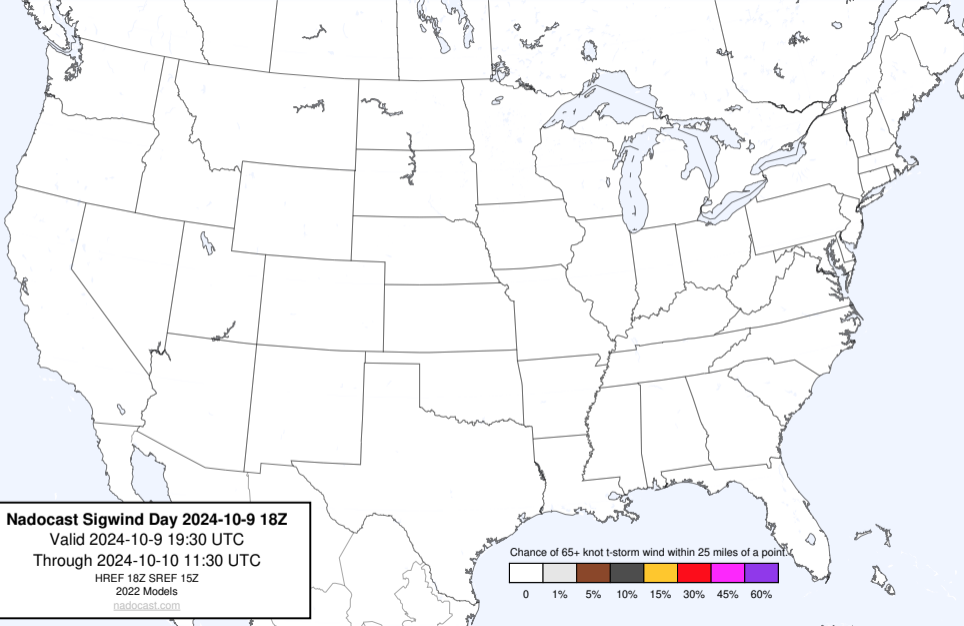 Nadocast Sigwind Day 2024-10-9 18Z
Valid 2024-10-9 19:30 UTC
Through 2024-10-10 11:30 UTC
HREF 18Z SREF 15Z
2022 Models
nadocast.com
Chance of 65+ knot t-storm wind within 25 miles of a point.
0 1% 5% 10% 15% 30% 45% 60%